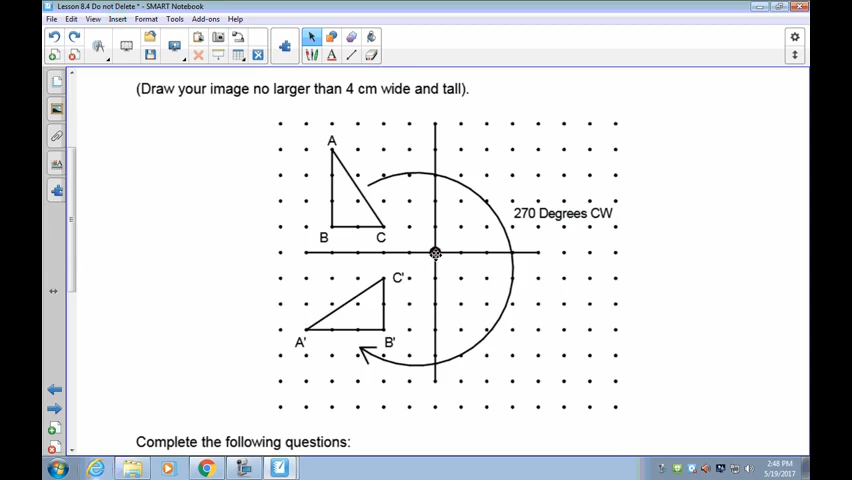 Lesson 8.4 Do not Delete * - SMART Notebook
File Edit View Insert Format Tools Add-ons Help
(Draw your image no larger than 4 cm wide and tall).
A
270 Degrees CW
B C
C'
A' B'
Complete the following questions:
2:48 PM
5/19/2017